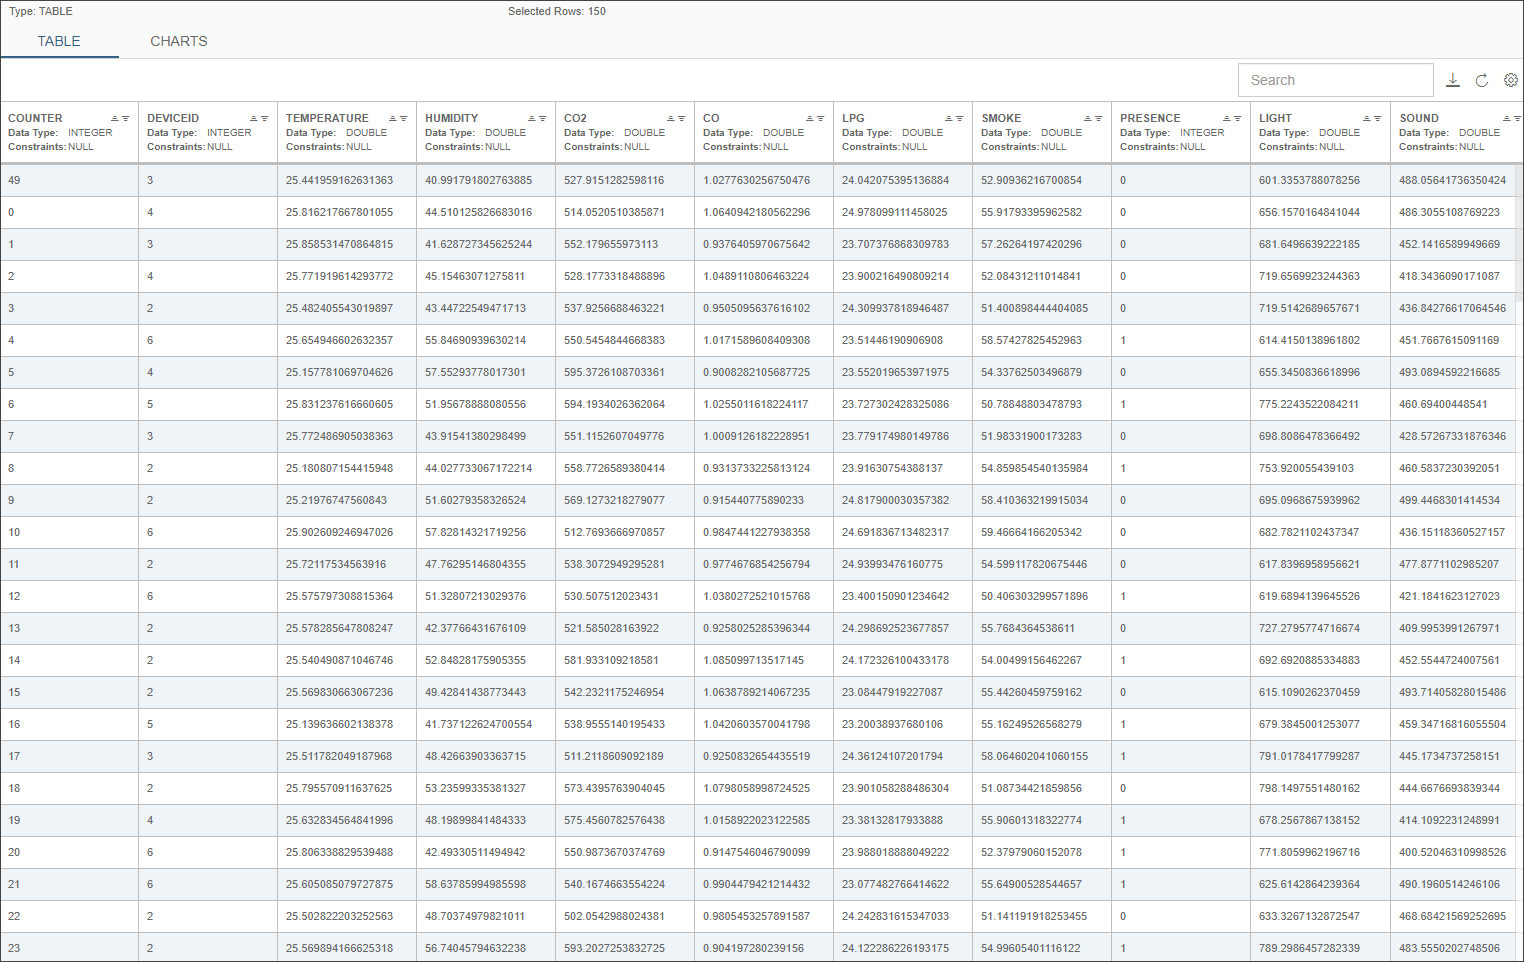 Type: TABLE Selected Rows: 150
TABLE CHARTS
Search
COUNTER DEVICEID TEMPERATURE HUMIDITY CO2 CO LPG SMOKE PRESENCE LIGHT SOUND
Data Type: INTEGER Data Type: INTEGER Data Type: DOUBLE Data Type: DOUBLE Data Type: DOUBLE Data Type: DOUBLE Data Type: DOUBLE Data Type: DOUBLE Data Type: INTEGER Data Type: DOUBLE Data Type: DOUBLE
Constraints: NULL Constraints: NULL Constraints: NULL Constraints: NULL Constraints: NULL Constraints: NULL Constraints: NULL Constraints: NULL Constraints: NULL Constraints: NULL Constraints: NULL
49 3 25.441959162631363 40.991791802763885 527.9151282598116 1.0277630256750476 24.042075395136884 52.90936216700854 0 601.3353788078256 488.05641736350424
0 4 25.816217667801055 44.510125826683016 514.0520510385871 1.0640942180562296 24.978099111458025 55.91793395962582 0 656.1570164841044 486.3055108769223
1 3 25.858531470864815 41.628727345625244 552.179655973113 0.9376405970675642 23.707376868309783 57.26264197420296 0 681.6496639222185 452.1416589949669
2 4 25.771919614293772 45.15463071275811 528.1773318488896 1.0489110806463224 23.900216490809214 52.08431211014841 0 719.6569923244363 418.3436090171087
3 2 25.482405543019897 43.44722549471713 537.9256688463221 0.9505095637616102 24.309937818946487 51.400898444404085 0 719.5142689657671 436.84276617064546
4 6 25.654946602632357 55.84690939630214 550.5454844668383 1.0171589608409308 23.51446190906908 58.57427825452963 1 614.4150138961802 451.7667615091169
5 4 25.157781069704626 57.55293778017301 595.3726108703361 0.9008282105687725 23.552019653971975 54.33762503496879 0 655.3450836618996 493.0894592216685
6 5 25.831237616660605 51.95678888080556 594.1934026362064 1.0255011618224117 23.727302428325086 50.78848803478793 1 775.2243522084211 460.69400448541
7 3 25.772486905038363 43.91541380298499 551.1152607049776 1.0009126182228951 23.779174980149786 51.98331900173283 0 698.8086478366492 428.57267331876346
8 2 25.180807154415948 44.027733067172214 558.7726589380414 0.9313733225813124 23.91630754388137 54.859854540135984 1 753.920055439103 460.5837230392051
9 2 25.21976747560843 51.60279358326524 569.1273218279077 0.915440775890233 24.817900030357382 58.410363219915034 0 695.0968675939962 499.4468301414534
10 6 25.902609246947026 57.82814321719256 512.7693666970857 0.9847441227938358 24.691836713482317 59.46664166205342 0 682.7821102437347 436.15118360527157
11 2 25.72117534563916 47.76295146804355 538.3072949295281 0.9774676854256794 24.93993476160775 54.599117820675446 0 617.8396958956621 477.8771102985207
12 6 25.575797308815364 51.32807213029376 530.507512023431 1.0380272521015768 23.400150901234642 50.406303299571896 1 619.6894139645526 421.1841623127023
13 2 25.578285647808247 42.37766431676109 521.585028163922 0.9258025285396344 24.298692523677857 55.7684364538611 0 727.2795774716674 409.9953991267971
14 2 25.540490871046746 52.84828175905355 581.933109218581 1.085099713517145 24.172326100433178 54.00499156462267 1 692.6920885334883 452.5544724007561
15 2 25.569830663067236 49.42841438773443 542.2321175246954 1.0638789214067235 23.08447919227087 55.44260459759162 0 615.1090262370459 493.71405828015486
16 5 25.139636602138378 41.737122624700554 538.9555140195433 1.0420603570041798 23.20038937680106 55.16249526568279 1 679.3845001253077 459.34716816055504
17 3 25.511782049187968 48.42663903363715 511.2118609092189 0.9250832654435519 24.36124107201794 58.064602041060155 1 791.0178417799287 445.1734737258151
18 2 25.795570911637625 53.23599335381327 573.4395763904045 1.0798058998724525 23.901058288486304 51.08734421859856 0 798.1497551480162 444.6676693839344
19 4 25.632834564841996 48.19899841484333 575.4560782576438 1.0158922023122585 23.38132817933888 55.90601318322774 1 678.2567867138152 414.1092231248991
20 6 25.806338829539488 42.49330511494942 550.9873670374769 0.9147546046790099 23.988018888049222 52.37979060152078 1 771.8059962196716 400.52046310998526
21 6 25.605085079727875 58.63785994985598 540.1674663554224 0.9904479421214432 23.077482766414622 55.64900528544657 1 625.6142864239364 490.1960514246106
22 2 25.502822203252563 48.70374979821011 502.0542988024381 0.9805453257891587 24.242831615347033 51.141191918253455 0 633.3267132872547 468.68421569252695
23 2 25.569894166625318 56.74045794632238 593.2027253832725 0.904197280239156 24.122286226193175 54.99605401116122 1 789.2986457282339 483.5550202748506